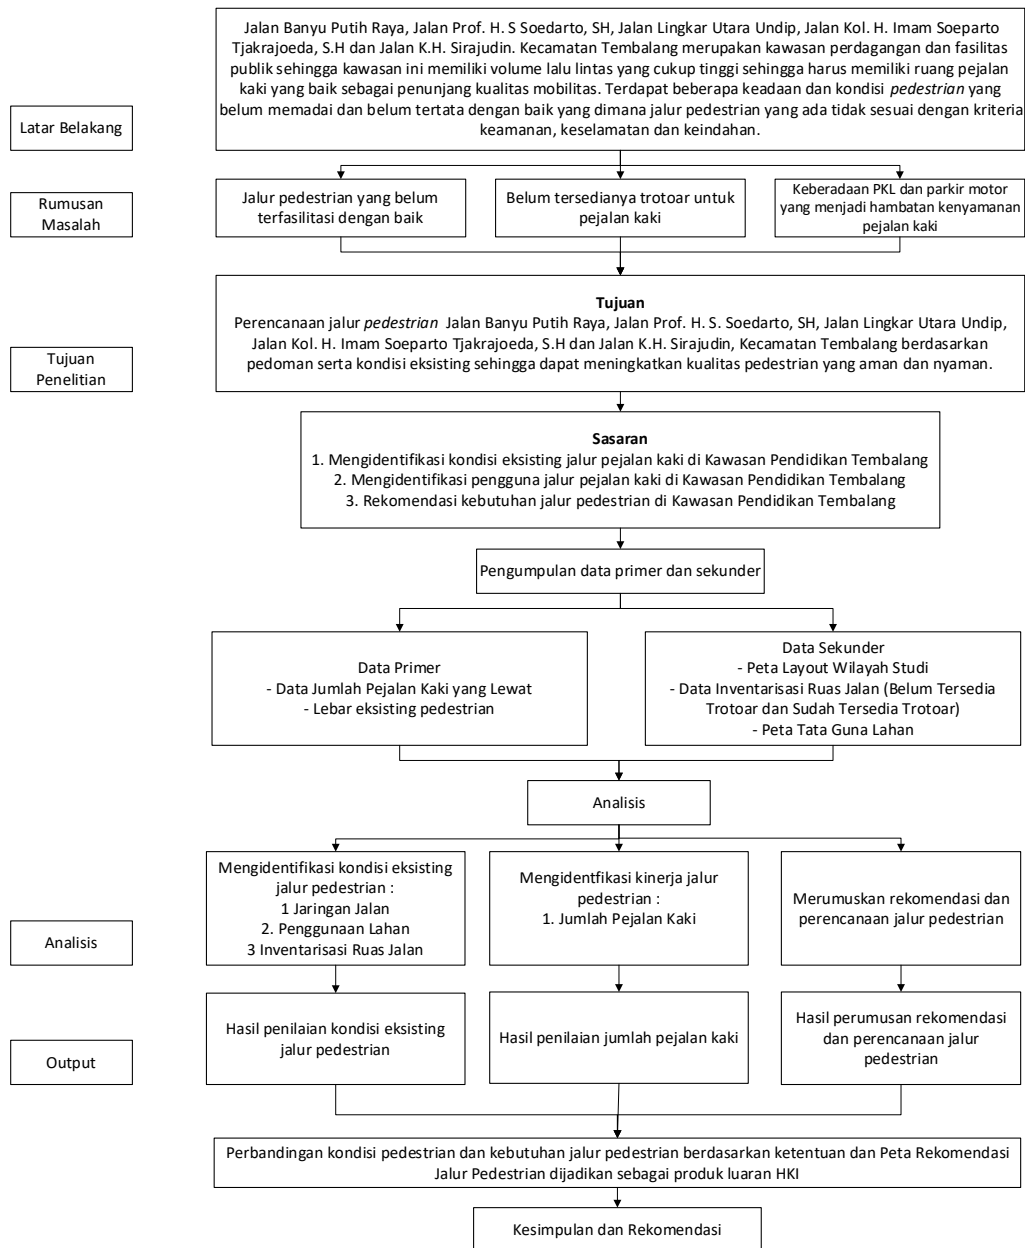 Jalan Banyu Putih Raya, Jalan Prof. H. S Soedarto, SH, Jalan Lingkar Utara Undip, Jalan Kol. H. Imam Soeparto
Tjakrajoeda, S.H dan Jalan K.H. Sirajudin. Kecamatan Tembalang merupakan kawasan perdagangan dan fasilitas
publik sehingga kawasan ini memiliki volume lalu lintas yang cukup tinggi sehingga harus memiliki ruang pejalan
kaki yang baik sebagai penunjang kualitas mobilitas. Terdapat beberapa keadaan dan kondisi pedestrian yang
belum memadai dan belum tertata dengan baik yang dimana jalur pedestrian yang ada tidak sesuai dengan kriteria
keamanan, keselamatan dan keindahan.
Latar Belakang
Rumusan
Masalah
Jalur pedestrian yang belum
terfasilitasi dengan baik
Belum tersedianya trotoar untuk
pejalan kaki
Keberadaan PKL dan parkir motor
yang menjadi hambatan kenyamanan
pejalan kaki
Tujuan
Perencanaan jalur pedestrian Jalan Banyu Putih Raya, Jalan Prof. H. S. Soedarto, SH, Jalan Lingkar Utara Undip,
Jalan Kol. H. Imam Soeparto Tjakrajoeda, S.H dan Jalan K.H. Sirajudin, Kecamatan Tembalang berdasarkan
pedoman serta kondisi eksisting sehingga dapat meningkatkan kualitas pedestrian yang aman dan nyaman.
Tujuan
Penelitian
Sasaran
1. Mengidentifikasi kondisi eksisting jalur pejalan kaki di Kawasan Pendidikan Tembalang
2. Mengidentifikasi pengguna jalur pejalan kaki di Kawasan Pendidikan Tembalang
3. Rekomendasi kebutuhan jalur pedestrian di Kawasan Pendidikan Tembalang
Pengumpulan data primer dan sekunder
Data Primer
- Data Jumlah Pejalan Kaki yang Lewat
- Lebar eksisting pedestrian
Data Sekunder
- Peta Layout Wilayah Studi
- Data Inventarisasi Ruas Jalan (Belum Tersedia
Trotoar dan Sudah Tersedia Trotoar)
- Peta Tata Guna Lahan
Analisis
Analisis
Mengidentifikasi kondisi eksisting
jalur pedestrian :
1 Jaringan Jalan
2. Penggunaan Lahan
3 Inventarisasi Ruas Jalan
Mengidentfikasi kinerja jalur
pedestrian :
1. Jumlah Pejalan Kaki
Merumuskan rekomendasi dan
perencanaan jalur pedestrian
Output
Hasil penilaian kondisi eksisting
jalur pedestrian
Hasil penilaian jumlah pejalan kaki
Hasil perumusan rekomendasi
dan perencanaan jalur
pedestrian
Perbandingan kondisi pedestrian dan kebutuhan jalur pedestrian berdasarkan ketentuan dan Peta Rekomendasi
Jalur Pedestrian dijadikan sebagai produk luaran HKI
Kesimpulan dan Rekomendasi